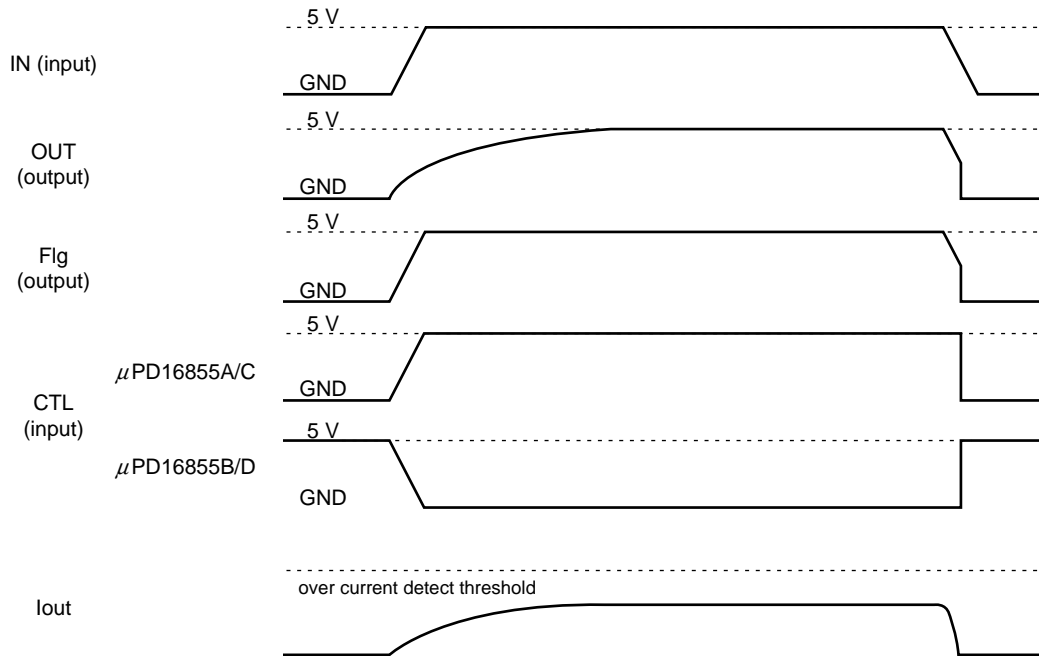 5 V
IN (input)
GND
5 V
OUT
(output)
GND
5 V
Flg
(output)
GND
5 V
μPD16855A/C
GND
CTL
(input)
5 V
μPD16855B/D
GND
over current detect threshold
Iout